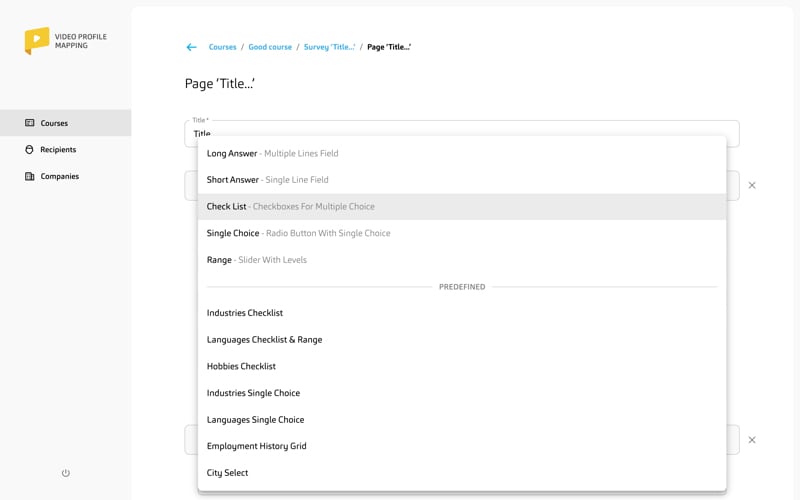 VIDEO PROFILE
MAPPING
Courses / Good course / Survey ‘Title...’ / Page ‘Title...’
Page ‘Title...’
Courses
Recipients
Companies
Title *
Title
Long Answer - Multiple Lines Field
Short Answer - Single Line Field
Check List - Checkboxes For Multiple Choice
Single Choice - Radio Button With Single Choice
Range - Slider With Levels
PREDEFINED
Industries Checklist
Languages Checklist & Range
Hobbies Checklist
Industries Single Choice
Languages Single Choice
Employment History Grid
City Select